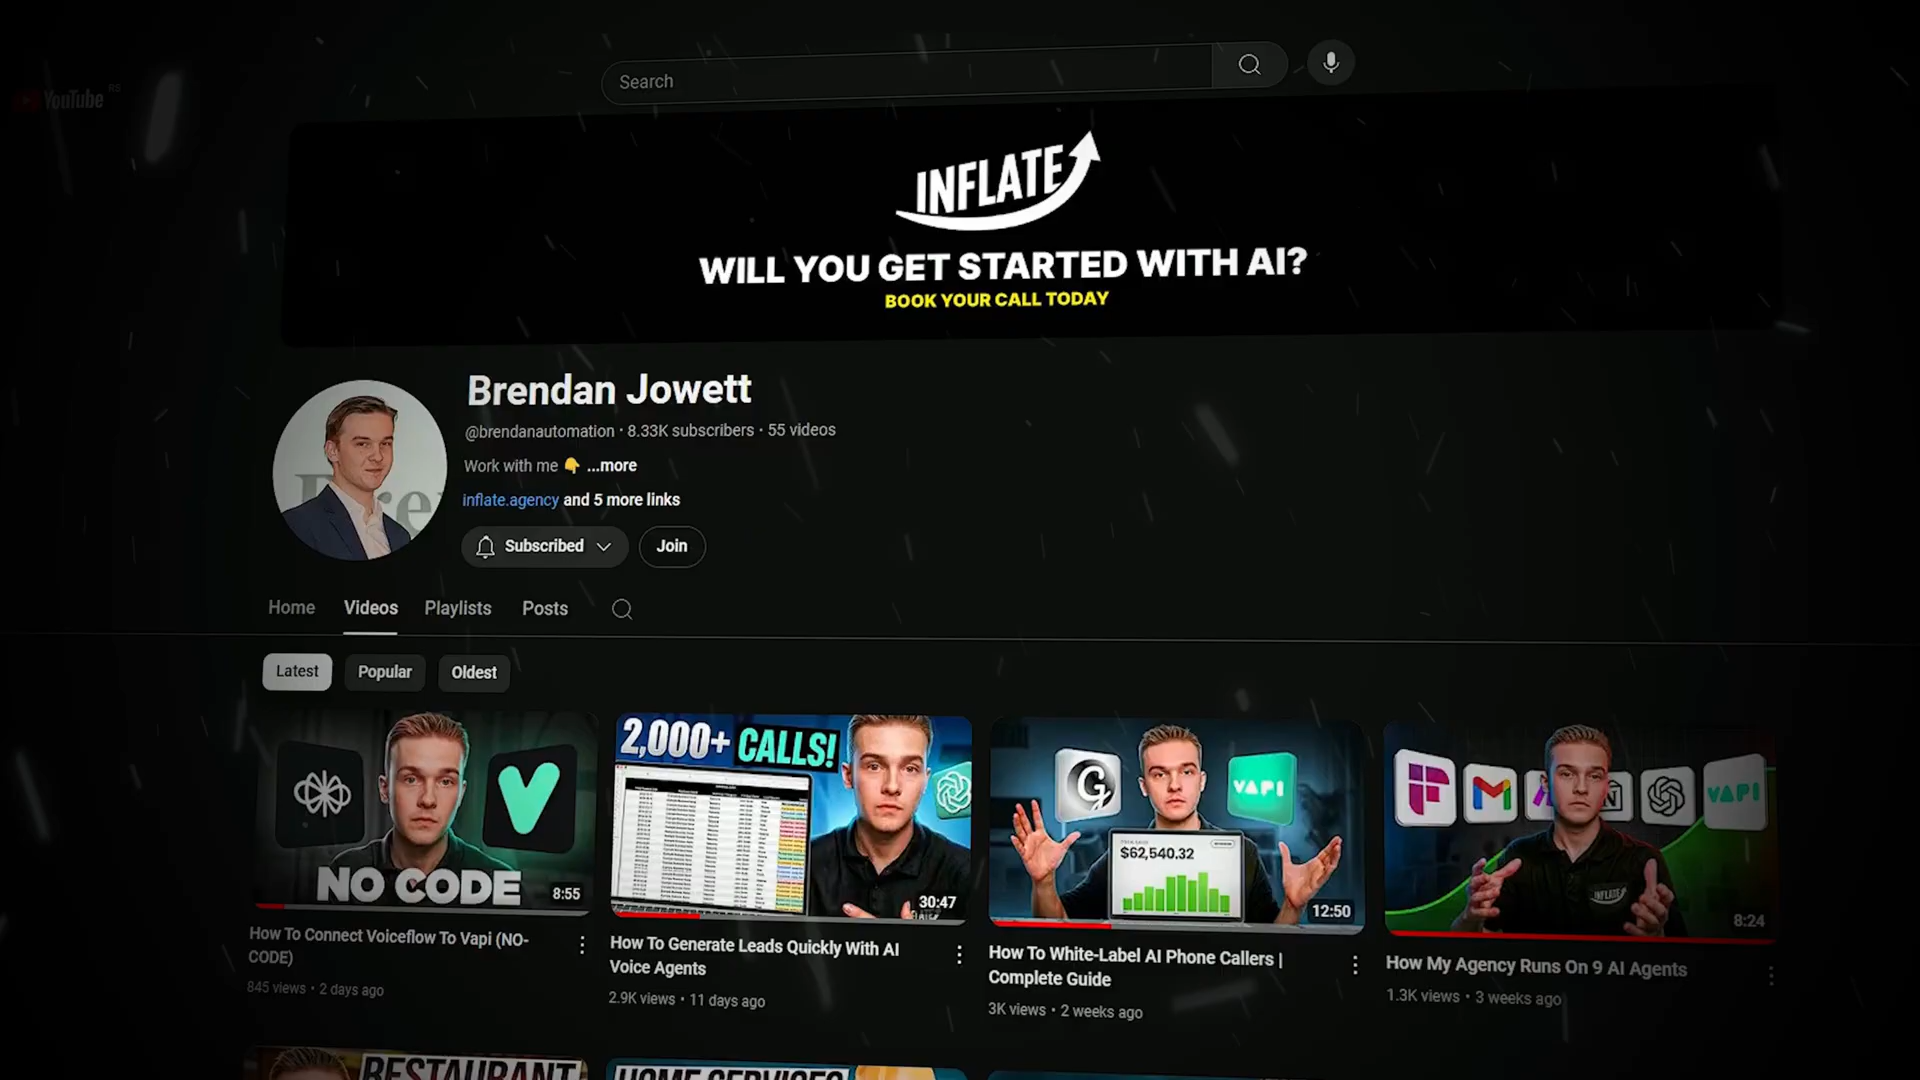 YouTube RS
Search
INFLATE
WILL YOU GET STARTED WITH AI?
BOOK YOUR CALL TODAY
Brendan Jowett
@brendanautomation • 8.33K subscribers • 55 videos
Work with me 👇 ...more
inflate.agency and 5 more links
Subscribed
Join
Home Videos Playlists Posts
Latest Popular Oldest
NO CODE
8:55
2,000+ CALLS!
30:47
G
VAPI
$62,540.32
12:50
VAPI
INFLATE
8:24
How To Connect Voiceflow To Vapi (NO-
CODE)
845 views • 2 days ago
How To Generate Leads Quickly With AI
Voice Agents
2.9K views • 11 days ago
How To White-Label AI Phone Callers |
Complete Guide
3K views • 2 weeks ago
How My Agency Runs On 9 AI Agents
1.3K views • 3 weeks ago
RESTAURANT
HOME SERVICES